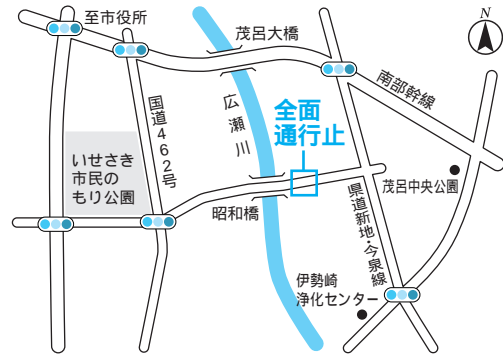 至市役所
茂呂大橋
N
南部幹線
広瀬川
国道462号
全面
通行止
いせさき
市民の
もり公園
昭和橋
茂呂中央公園
県道新地・今泉線
伊勢崎
浄化センター